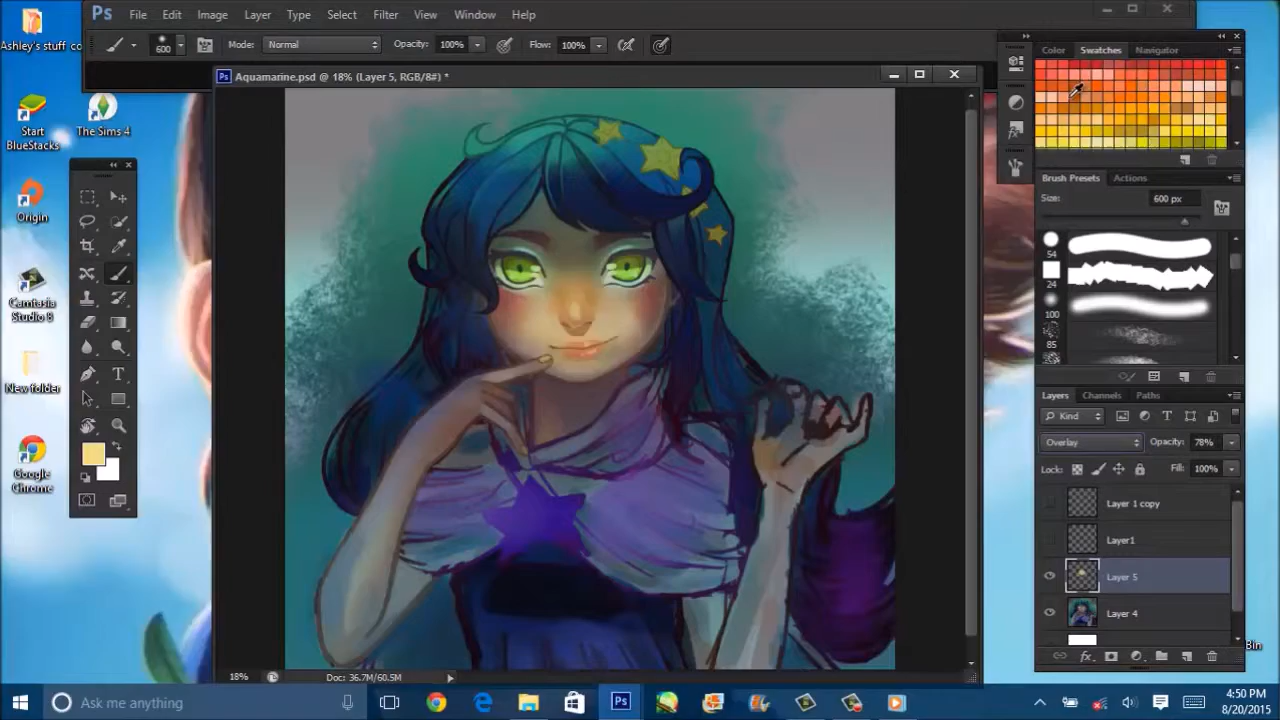 Ps File Edit Image Layer Type Select Filter View Window Help
600 Mode: Normal Opacity: 100% Flow: 100%
Ps Aquamarine.psd @ 18% (Layer 5, RGB/8#) *
Ashley's stuff co
Start BlueStacks
The Sims 4
Origin
Camtasia Studio 8
New folder
Google Chrome
T
18% Doc: 36.7M/60.5M
Color Swatches Navigator
Brush Presets Actions
Size: 600 px
54
24
100
85
Layers Channels Paths
Kind T
Overlay Opacity: 78%
Lock: Fill: 100%
Layer 1 copy
Layer1
Layer 5
Layer 4
fx
Bin
Ask me anything
Ps
4:50 PM
8/20/2015